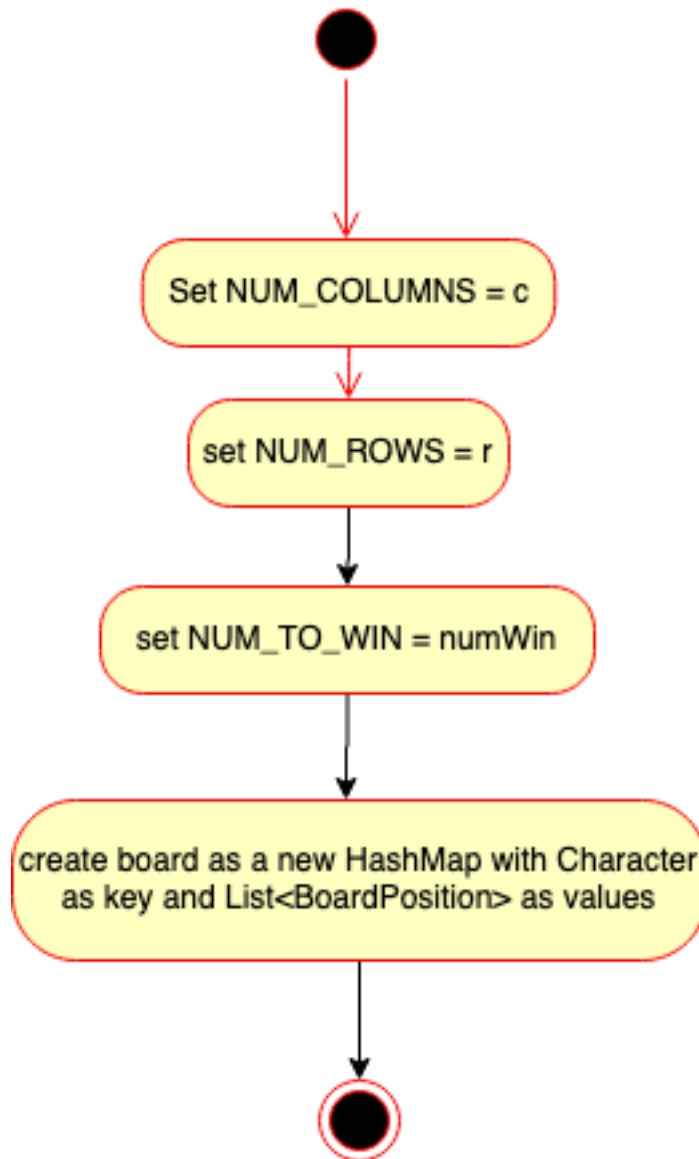 Set NUM_COLUMNS = c
set NUM_ROWS = r
set NUM_TO_WIN = numWin
create board as a new HashMap with Character
as key and List<BoardPosition> as values